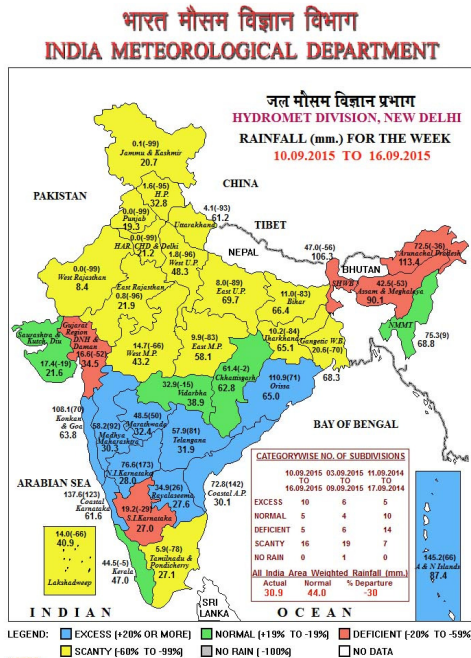 भारत मौसम विज्ञान विभाग
INDIA METEOROLOGICAL DEPARTMENT
जल मौसम विज्ञान प्रभाग
HYDROMET DIVISION, NEW DELHI
RAINFALL (mm.) FOR THE WEEK
10.09.2015 TO 16.09.2015
0.1(-99)
Jammu & Kashmir
20.7
CHINA
PAKISTAN
1.6(-95)
H.P.
32.8
0.0(-99)
Punjab
19.3
4.1(-93)
61.2
Uttarakhand
TIBET
0.0(-99)
HAR. CHD & Delhi
21.2
NEPAL
1.8(-96)
West U.P.
48.3
47.0(-56)
106.3
72.5(-36)
Arunachal Pradesh
113.4
BHUTAN
0.0(-99)
West Rajasthan
8.4
East Rajasthan
0.8(-96)
21.9
8.0(-89)
East U.P.
69.7
11.0(-83)
Bihar
66.4
SHWB
42.5(-53)
Assam & Meghalaya
90.1
NMMT
75.3(9)
68.8
Saurashtra &
Kutch, Diu
17.4(-19)
21.6
Gujarat
Region
DNH &
Daman
16.6(-52)
34.5
14.7(-66)
West M.P.
43.2
9.9(-83)
East M.P.
58.1
10.2(-84)
Jharkhand
65.1
Gangetic W.B.
20.6(-70)
68.3
32.9(-15)
Vidarbha
38.9
61.4(-2)
Chhattisgarh
62.8
110.9(71)
Orissa
65.0
108.1(70)
Konkan
& Goa
63.8
58.2(92)
Madhya
Maharashtra
30.3
48.5(50)
Marathwada
32.4
57.9(81)
Telangana
31.9
BAY OF BENGAL
76.6(173)
N.I.Karnataka
28.0
34.9(26)
Rayalaseema
27.6
72.8(142)
Coastal A.P.
30.1
ARABIAN SEA
137.6(123)
Coastal
Karnataka
61.6
19.2(-29)
S.I.Karnataka
27.0
14.0(-66)
40.9
Lakshadweep
44.5(-5)
Kerala
47.0
5.9(-78)
Tamilnadu &
Pondicherry
27.1
CATEGORYWISE NO. OF SUBDIVISIONS
10.09.2015 03.09.2015 11.09.2014
TO TO TO
16.09.2015 09.09.2015 17.09.2014
EXCESS 10 6 5
NORMAL 5 4 10
DEFICIENT 5 6 14
SCANTY 16 19 7
NO RAIN 0 1 0
All India Area Weighted Rainfall (mm.)
Actual Normal % Departure
30.9 44.0 -30
145.2(66)
A & N Islands
87.4
SRI
LANKA
INDIAN OCEAN
LEGEND: EXCESS (+20% OR MORE) NORMAL (+19% TO -19%) DEFICIENT (-20% TO -59%)
SCANTY (-60% TO -99%) NO RAIN (-100%) NO DATA